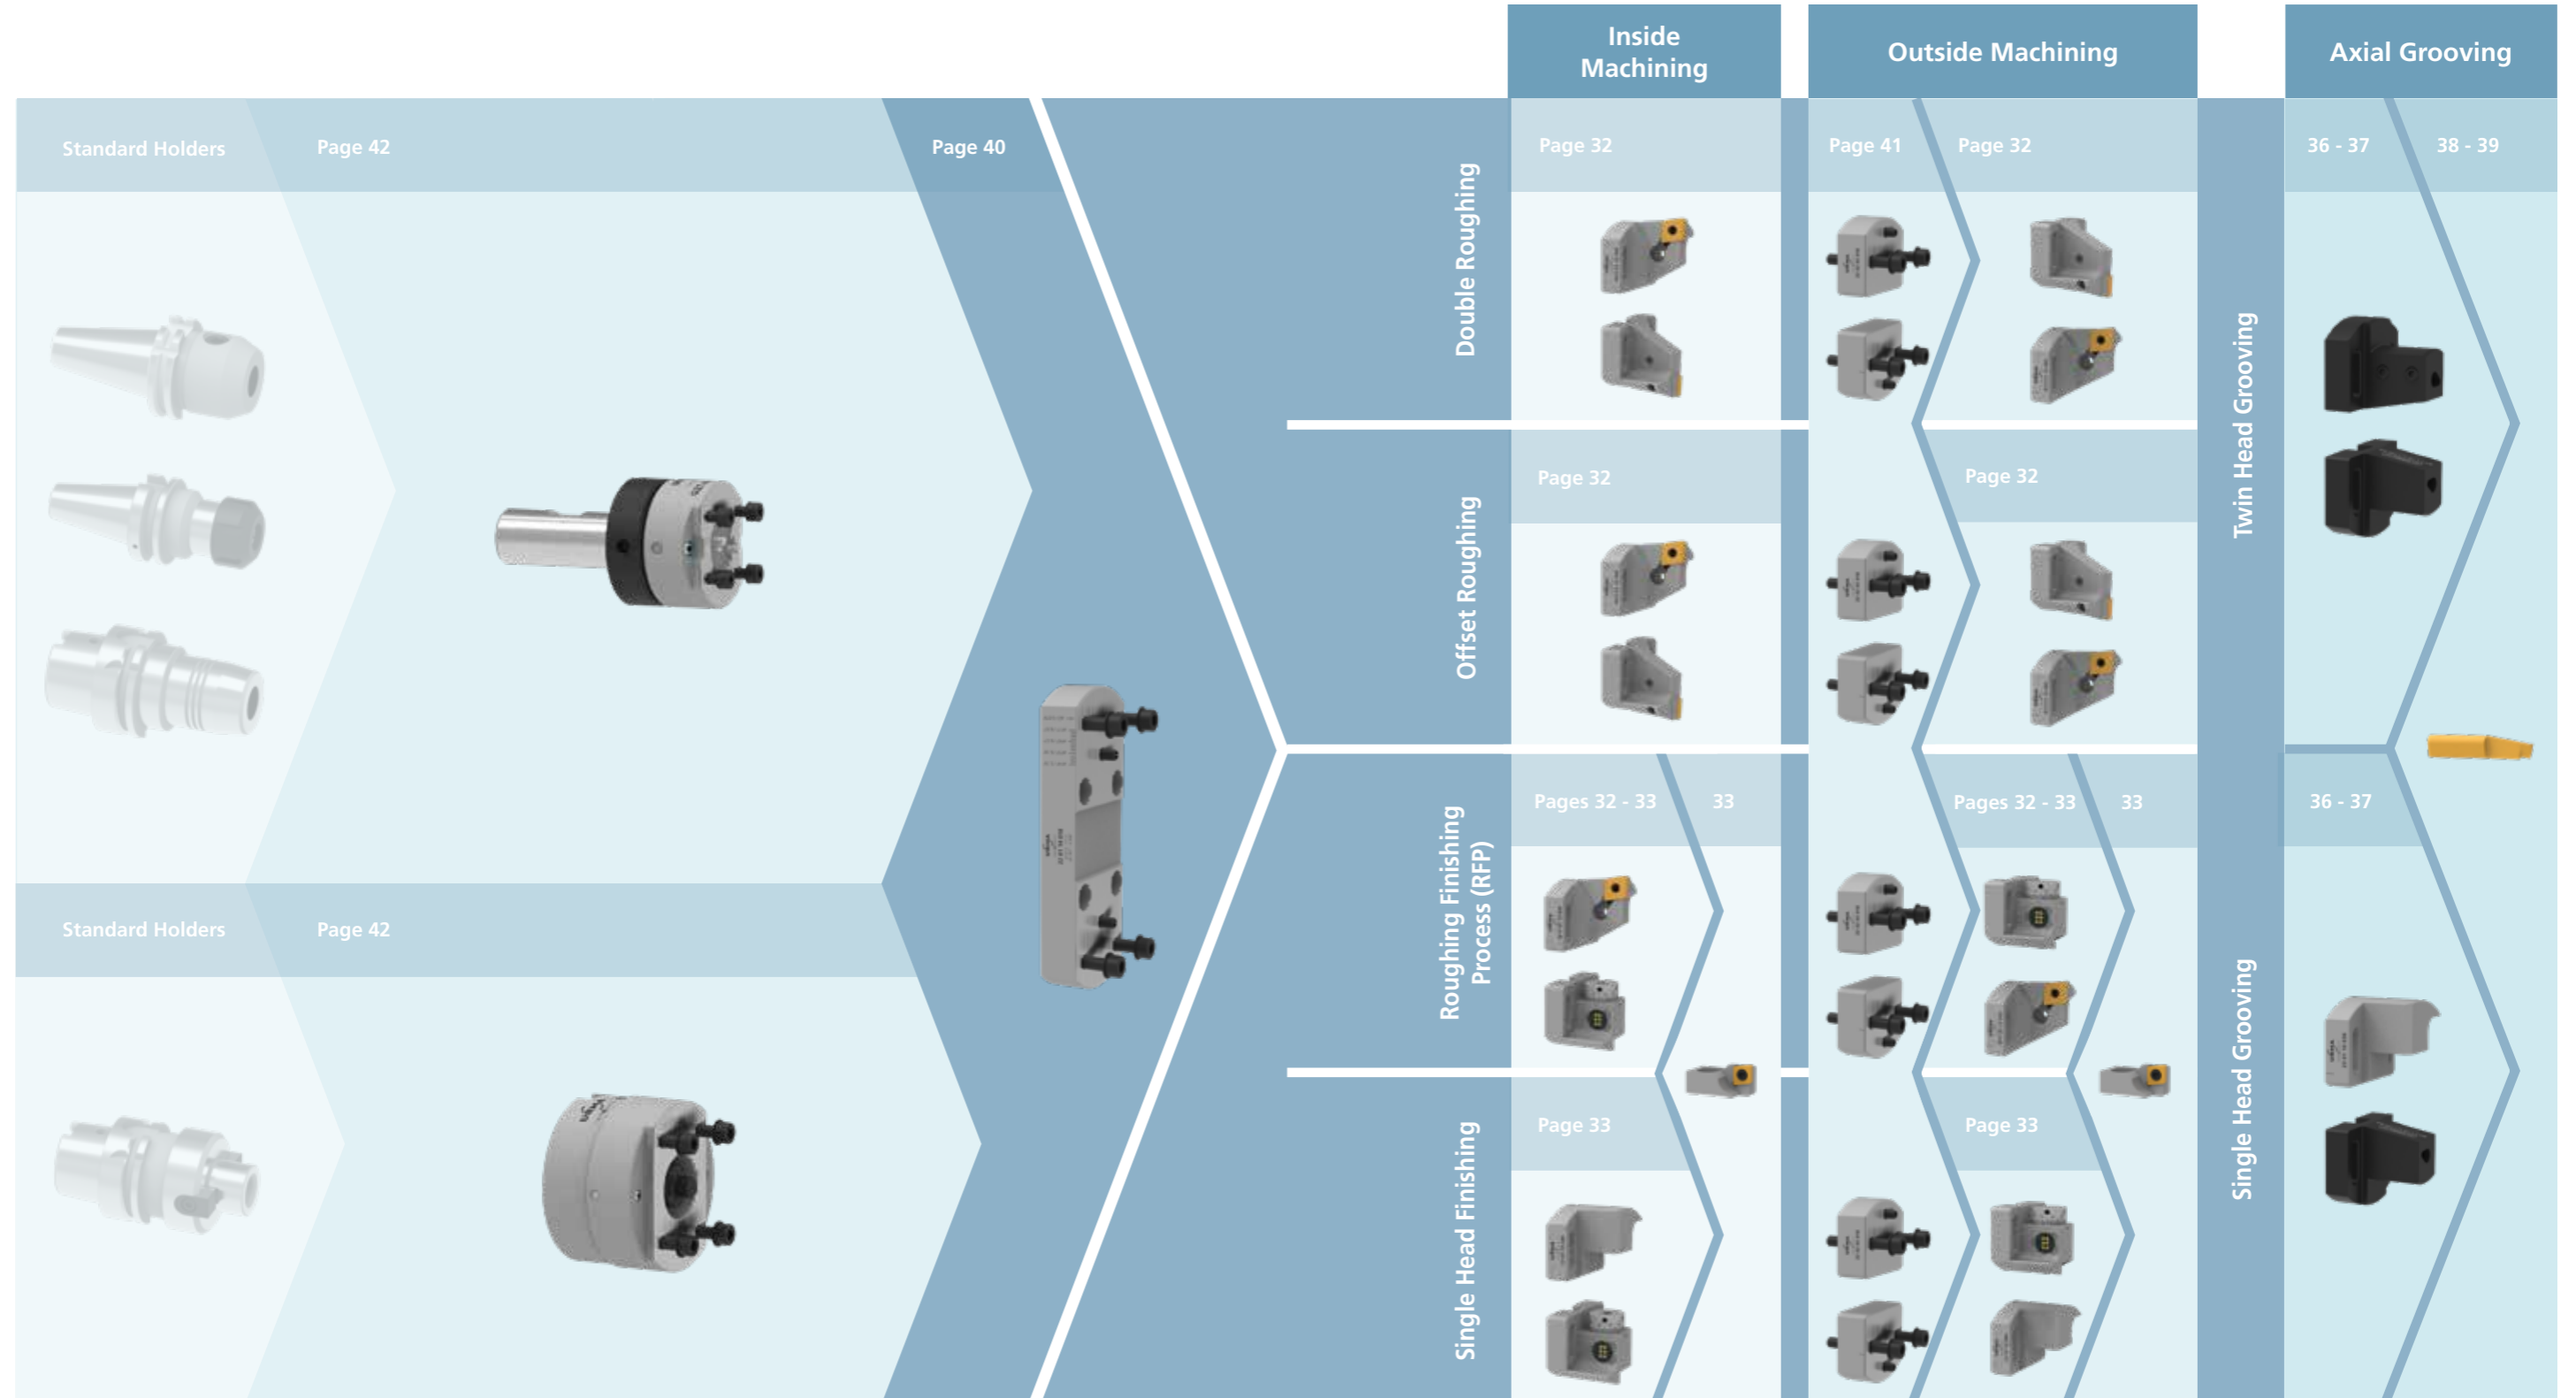 Inside
Machining
Outside Machining
Axial Grooving
Standard Holders
Page 42
Page 40
Double Roughing
Page 32
Page 41
Page 32
Twin Head Grooving
36 - 37
38 - 39
Offset Roughing
Page 32
Page 32
Roughing Finishing
Process (RFP)
Pages 32 - 33
33
Pages 32 - 33
33
Single Head Grooving
36 - 37
Standard Holders
Page 42
Single Head Finishing
Page 33
Page 33